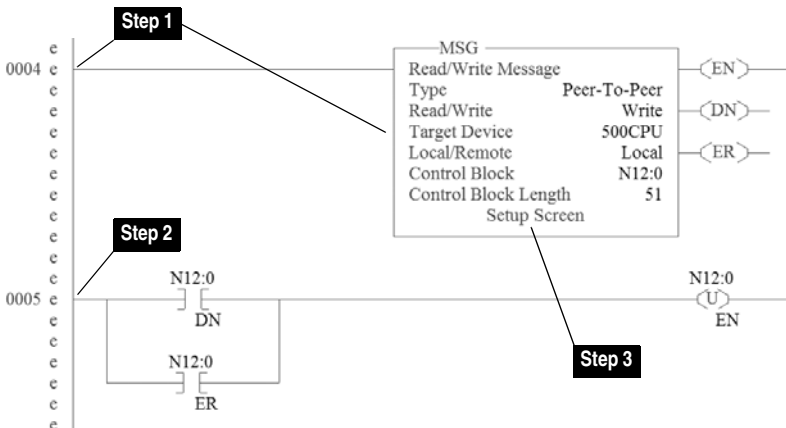 Step 1
e
MSG
0004 e
Read/Write Message
EN
e
Type Peer-To-Peer
e
Read/Write Write
DN
e
Target Device 500CPU
e
Local/Remote Local
ER
e
Control Block N12:0
e
Control Block Length 51
e
Setup Screen
e
Step 2
e
e
N12:0 N12:0
0005 e
U
e
DN EN
e
Step 3
e
N12:0
e
e
ER
e